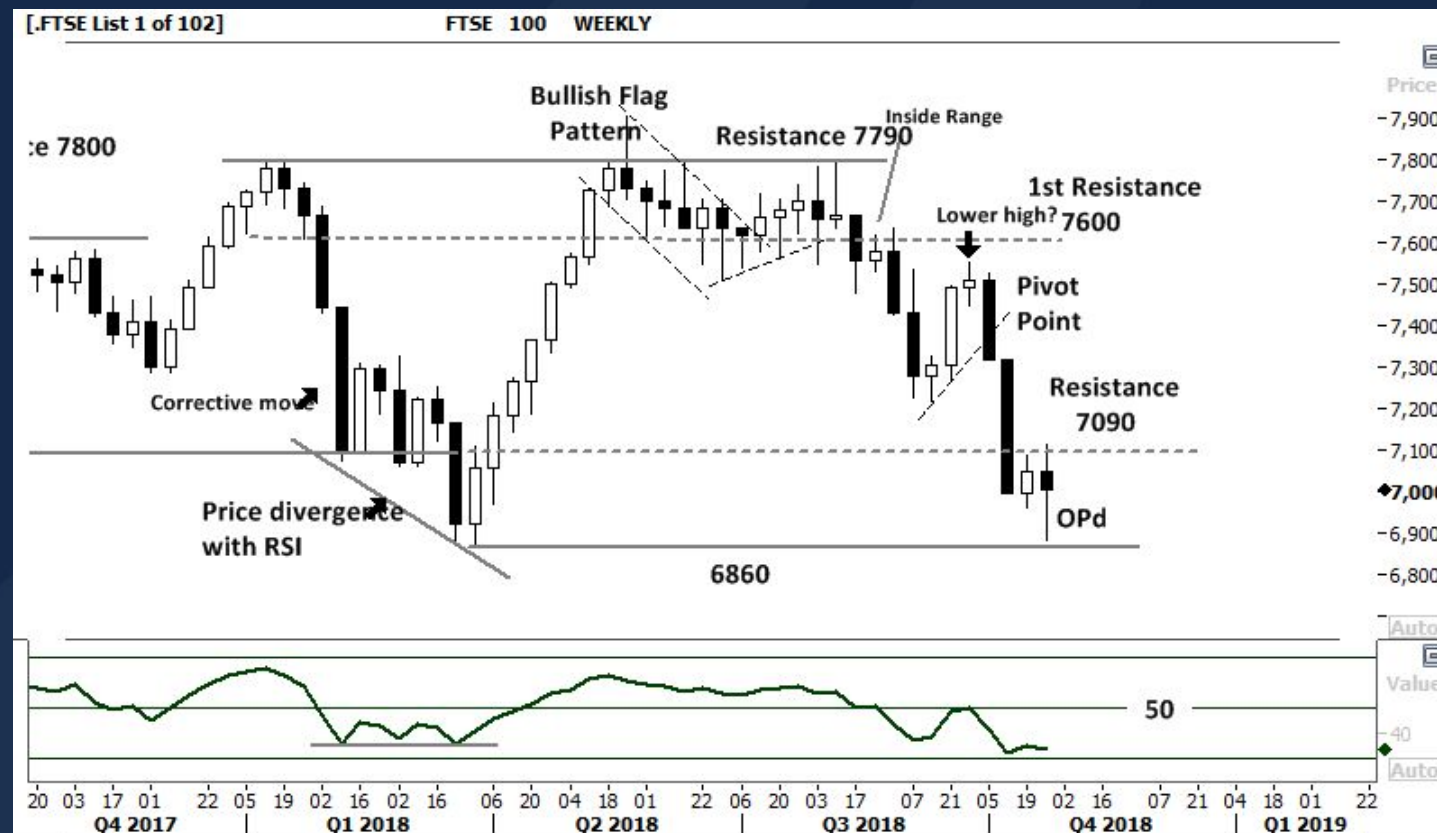 [.FTSE List 1 of 102] FTSE 100 WEEKLY
Price
Bullish Flag
Pattern
Resistance 7790
Inside Range
:e 7800
1st Resistance
7600
Lower high?
Pivot
Point
Corrective move
Resistance
7090
Price divergence
with RSI
OPd
6860
-7,900
-7,800
-7,700
-7,600
-7,500
-7,400
-7,300
-7,200
-7,100
7,000
-6,900
-6,800
Auto
Value
50
-40
Auto
20 03 17 01 22 05 19 02 16 02 16 06 20 04 18 01 22 06 20 03 17 07 21 05 19 02 16 07 21 04 18 01 22
Q4 2017 Q1 2018 Q2 2018 Q3 2018 Q4 2018 Q1 2019